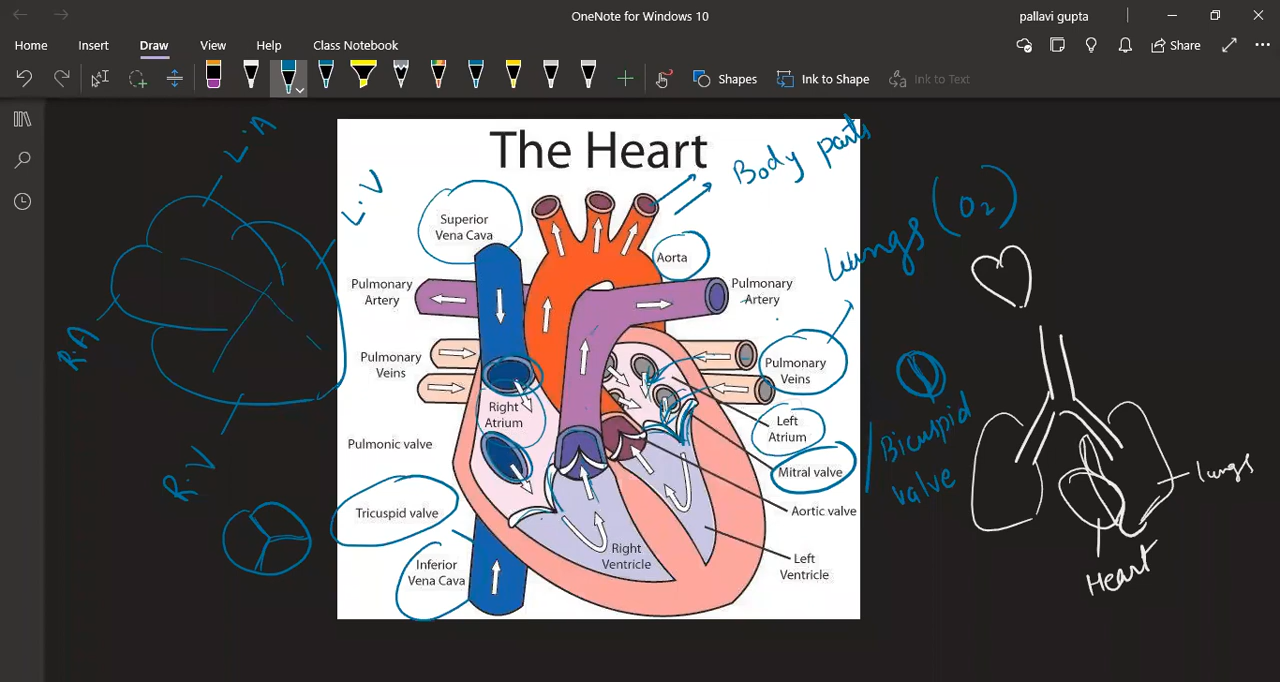 OneNote for Windows 10
pallavi gupta
Home Insert Draw View Help Class Notebook
Share
Shapes
Ink to Shape
Ink to Text
The Heart
Body parts
Superior
Vena Cava
Aorta
Lungs (O2)
Pulmonary
Artery
Pulmonary
Artery
Pulmonary
Veins
Pulmonary
Veins
Right
Atrium
Left
Atrium
Pulmonic valve
Mitral valve
/ Bicuspid
valve
Tricuspid valve
Aortic valve
Right
Ventricle
Left
Ventricle
Inferior
Vena Cava
L.A
L.V
R.A
R.V
Lungs
Heart